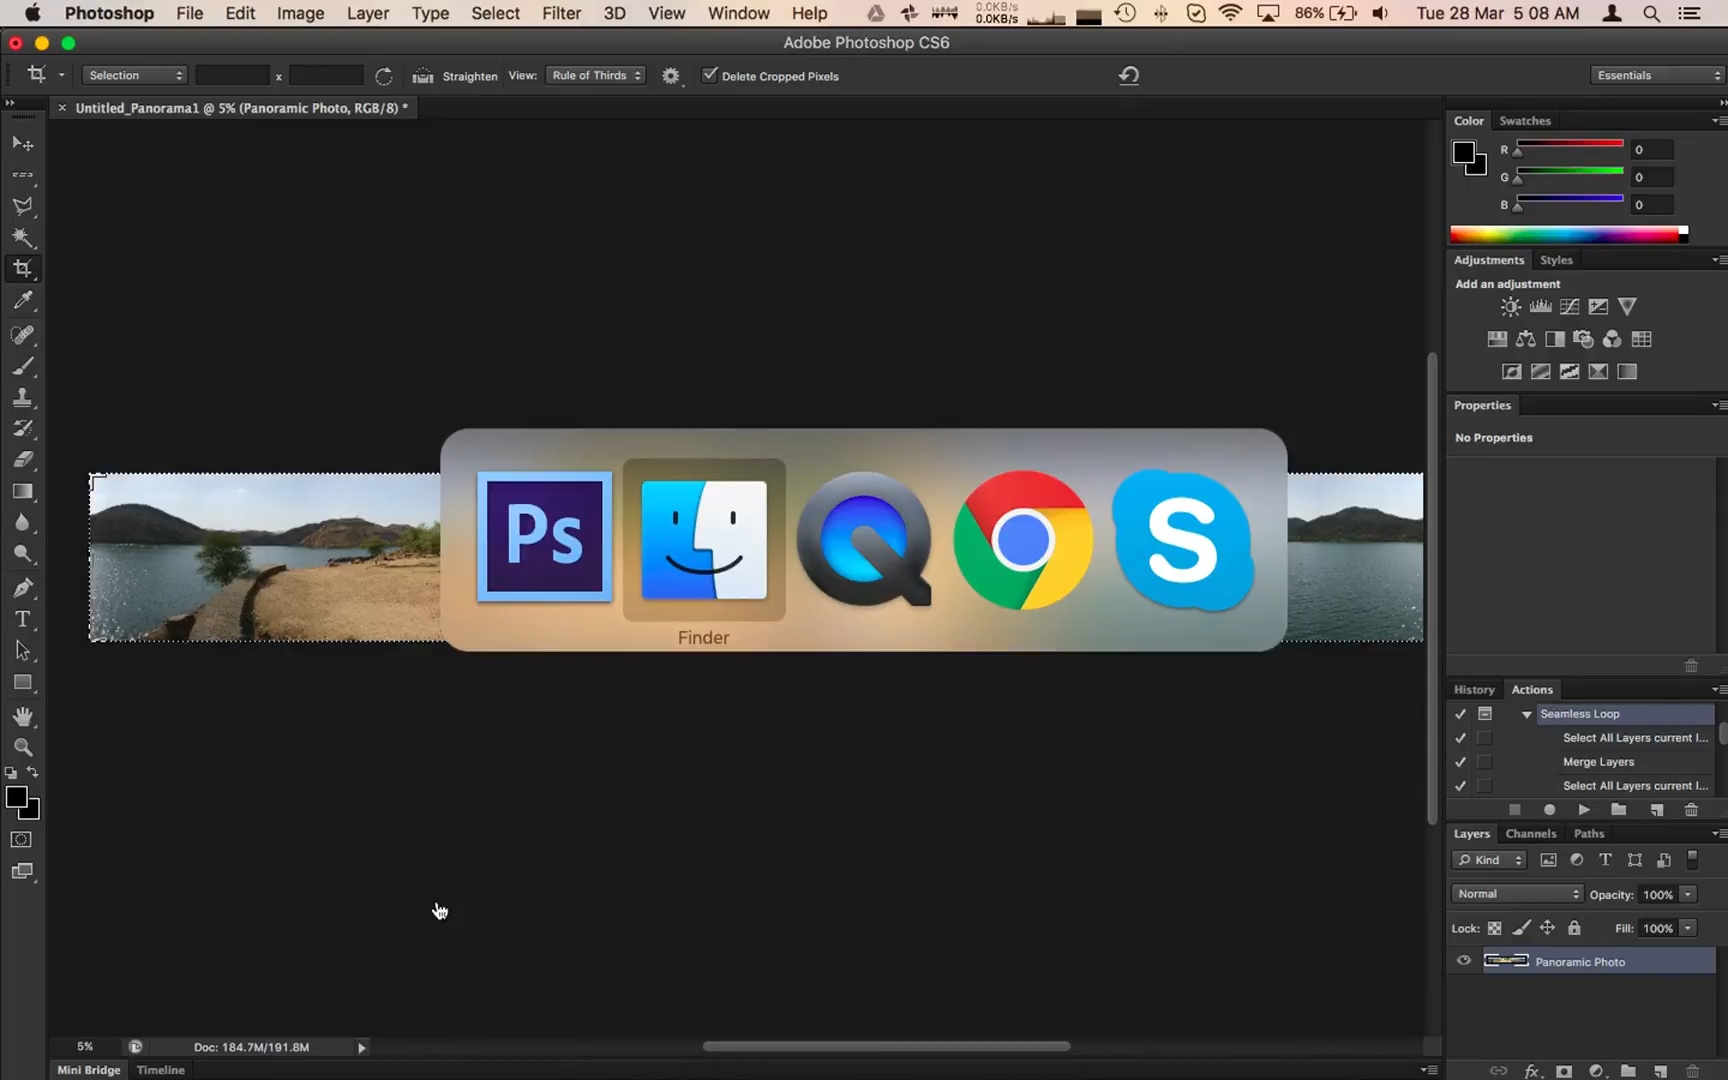 Photoshop File Edit Image Layer Type Select Filter 3D View Window Help 0.0KB/s 0.0KB/s 86% Tue 28 Mar 5:08 AM
Adobe Photoshop CS6
Selection x Straighten View: Rule of Thirds Delete Cropped Pixels Essentials
Untitled_Panorama1 @ 5% (Panoramic Photo, RGB/8) *
Color Swatches
R 0
G 0
B 0
Adjustments Styles
Add an adjustment
Properties
No Properties
Ps
S
Finder
History Actions
Seamless Loop
Select All Layers current l...
Merge Layers
Select All Layers current l...
Layers Channels Paths
Kind T
Normal Opacity: 100%
Lock: Fill: 100%
Panoramic Photo
T
5% Doc: 184.7M/191.8M
Mini Bridge Timeline fx